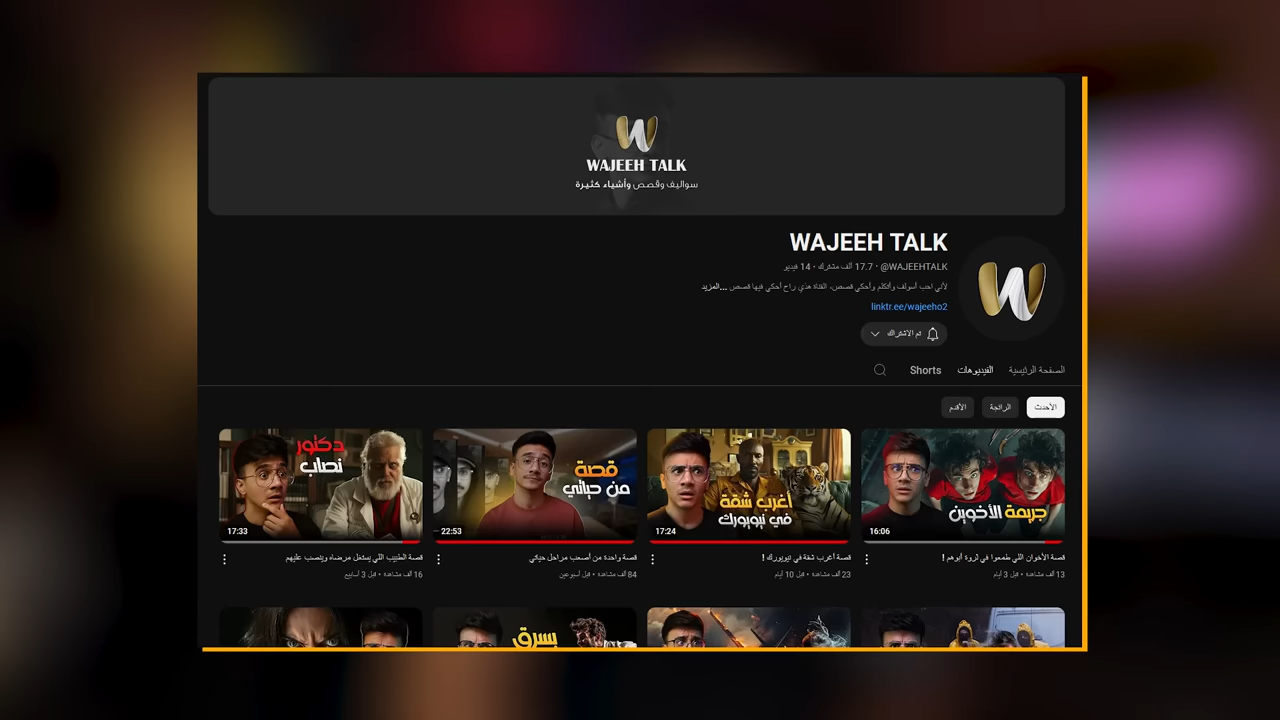 WAJEEH TALK
سواليف وقصص وأشياء كثيرة
WAJEEH TALK
@WAJEEHTALK · 17.7 ألف مشترك · 14 فيديو
لأني احب أسولف وأتكلم وأحكي قصص، القناة هذي راح أحكي فيها قصص ...المزيد
linktr.ee/wajeeho2
تم الاشتراك
الصفحة الرئيسية
الفيديوهات
Shorts
الأحدث
الرائجة
الأقدم
جريمة الأخوين
16:06
قصة الأخوان اللي طمعوا في ثروة أبوهم !
13 ألف مشاهدة • قبل 3 أيام
أغرب شقة
في نيويورك
17:24
قصة أغرب شقة في نيويورك !
23 ألف مشاهدة • قبل 10 أيام
قصة
من حياتي
22:53
قصة واحدة من أصعب مراحل حياتي
84 ألف مشاهدة • قبل أسبوعين
دكتور
نصاب
17:33
قصة الطبيب اللي يستغل مرضاه وينصب عليهم
16 ألف مشاهدة • قبل 3 أسابيع
يسرق